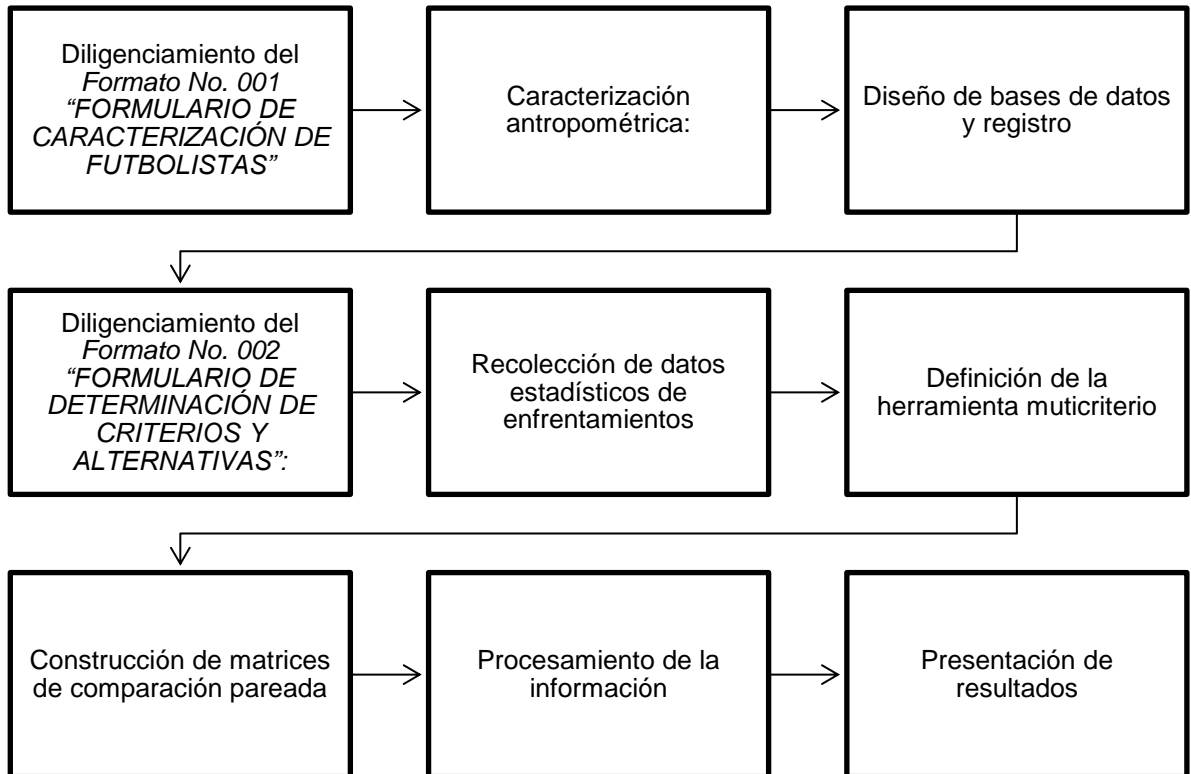 Diligenciamiento del
Formato No. 001
“FORMULARIO DE
CARACTERIZACIÓN DE
FUTBOLISTAS”
Caracterización
antropométrica:
Diseño de bases de datos
y registro
Diligenciamiento del
Formato No. 002
“FORMULARIO DE
DETERMINACIÓN DE
CRITERIOS Y
ALTERNATIVAS”:
Recolección de datos
estadísticos de
enfrentamientos
Definición de la
herramienta muticriterio
Construcción de matrices
de comparación pareada
Procesamiento de la
información
Presentación de
resultados